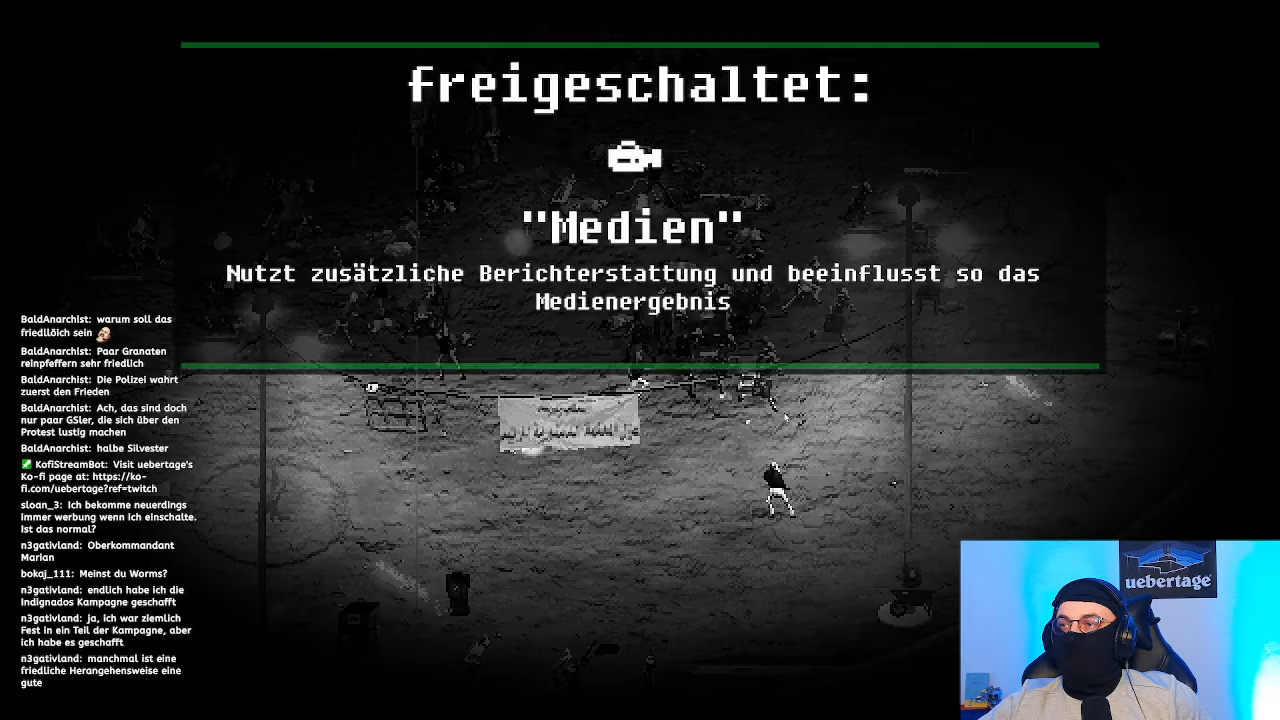 freigeschaltet:
"Medien"
Nutzt zusätzliche Berichterstattung und beeinflusst so das
Medienergebnis
BaldAnarchist: warum soll das
friedllöich sein
BaldAnarchist: Paar Granaten
reinpfeffern sehr friedlich
BaldAnarchist: Die Polizei wahrt
zuerst den Frieden
BaldAnarchist: Ach, das sind doch
nur paar GSler, die sich über den
Protest lustig machen
BaldAnarchist: halbe Silvester
KofiStreamBot: Visit uebertage's
Ko-fi page at: https://ko-
fi.com/uebertage?ref=twitch
sloan_3: Ich bekomme neuerdings
immer werbung wenn ich einschalte.
Ist das normal?
n3gativland: Oberkommandant
Marian
bokaj_111: Meinst du Worms?
n3gativland: endlich habe ich die
Indignados Kampagne geschafft
n3gativland: Ja, ich war ziemlich
Fest in ein Teil der Kampagne, aber
ich habe es geschafft
n3gativland: manchmal ist eine
friedliche Herangehensweise eine
gute
uebertage